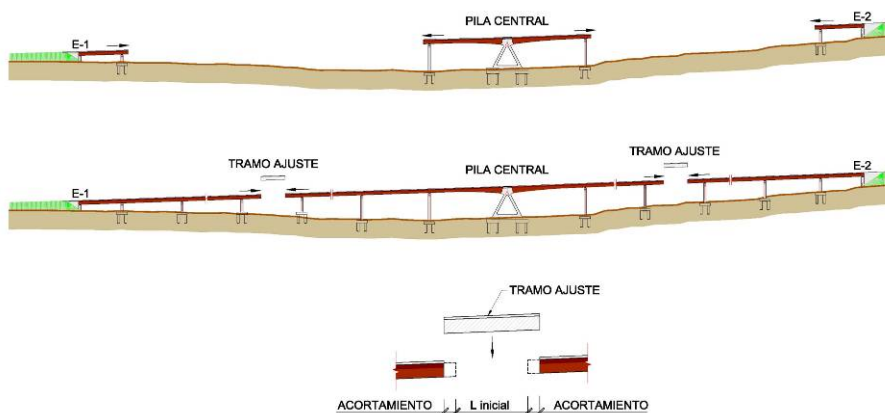 PILA CENTRAL
E-1
E-2
TRAMO AJUSTE
TRAMO AJUSTE
PILA CENTRAL
E-1
E-2
TRAMO AJUSTE
ACORTAMIENTO
L inicial
ACORTAMIENTO